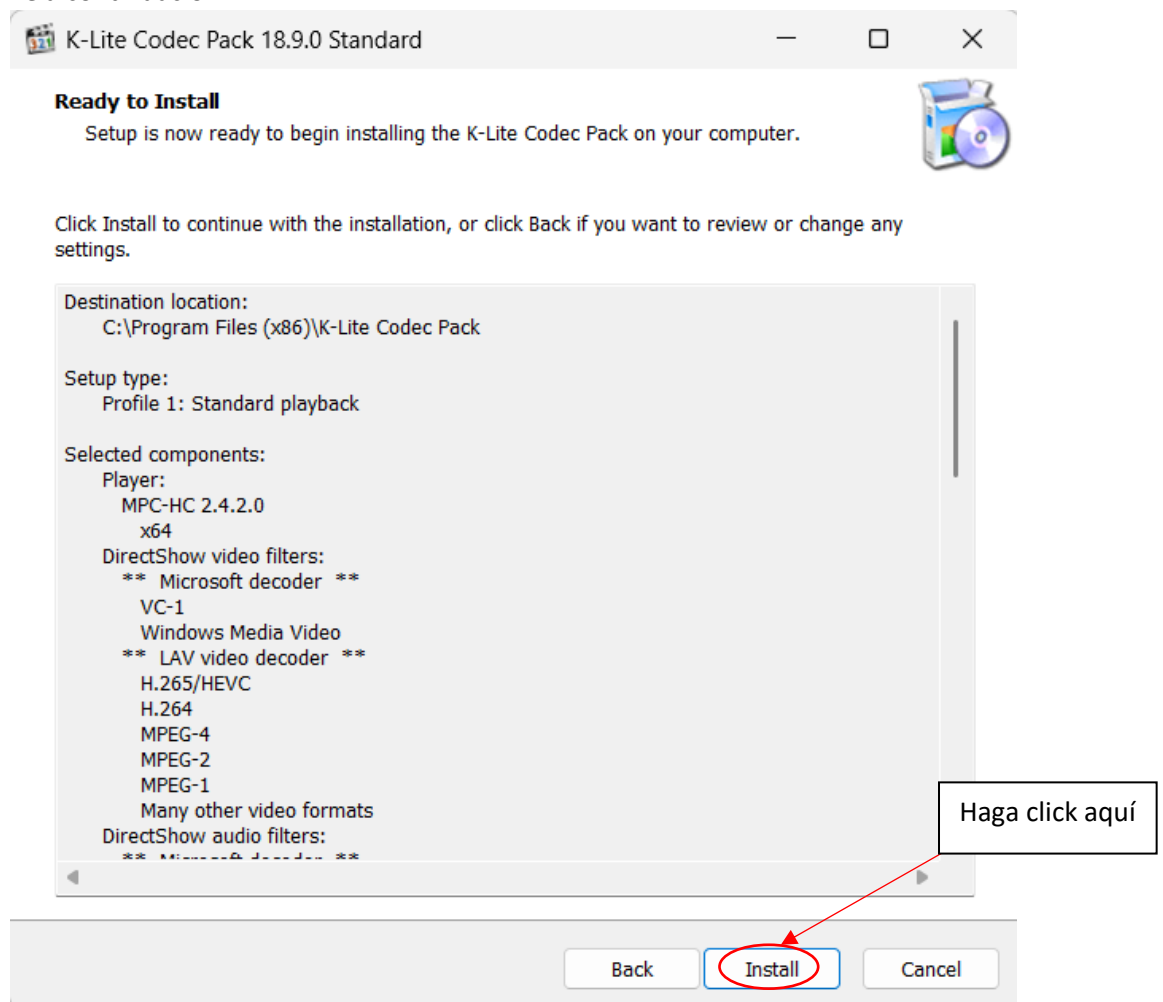 K-Lite Codec Pack 18.9.0 Standard
Ready to Install
Setup is now ready to begin installing the K-Lite Codec Pack on your computer.
Click Install to continue with the installation, or click Back if you want to review or change any
settings.
Destination location:
C:\Program Files (x86)\K-Lite Codec Pack
Setup type:
Profile 1: Standard playback
Selected components:
Player:
MPC-HC 2.4.2.0
x64
DirectShow video filters:
** Microsoft decoder **
VC-1
Windows Media Video
** LAV video decoder **
H.265/HEVC
H.264
MPEG-4
MPEG-2
MPEG-1
Many other video formats
DirectShow audio filters:
** Microsoft decoder **
Haga click aquí
Back
Install
Cancel